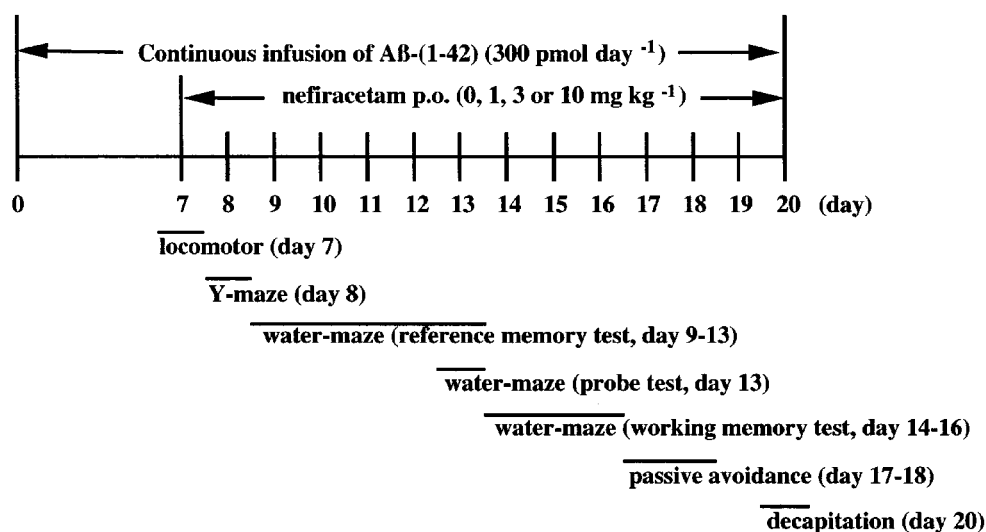 Continuous infusion of Aß-(1-42) (300 pmol day -1)
nefiracetam p.o. (0, 1, 3 or 10 mg kg -1)
0 7 8 9 10 11 12 13 14 15 16 17 18 19 20 (day)
locomotor (day 7)
Y-maze (day 8)
water-maze (reference memory test, day 9-13)
water-maze (probe test, day 13)
water-maze (working memory test, day 14-16)
passive avoidance (day 17-18)
decapitation (day 20)